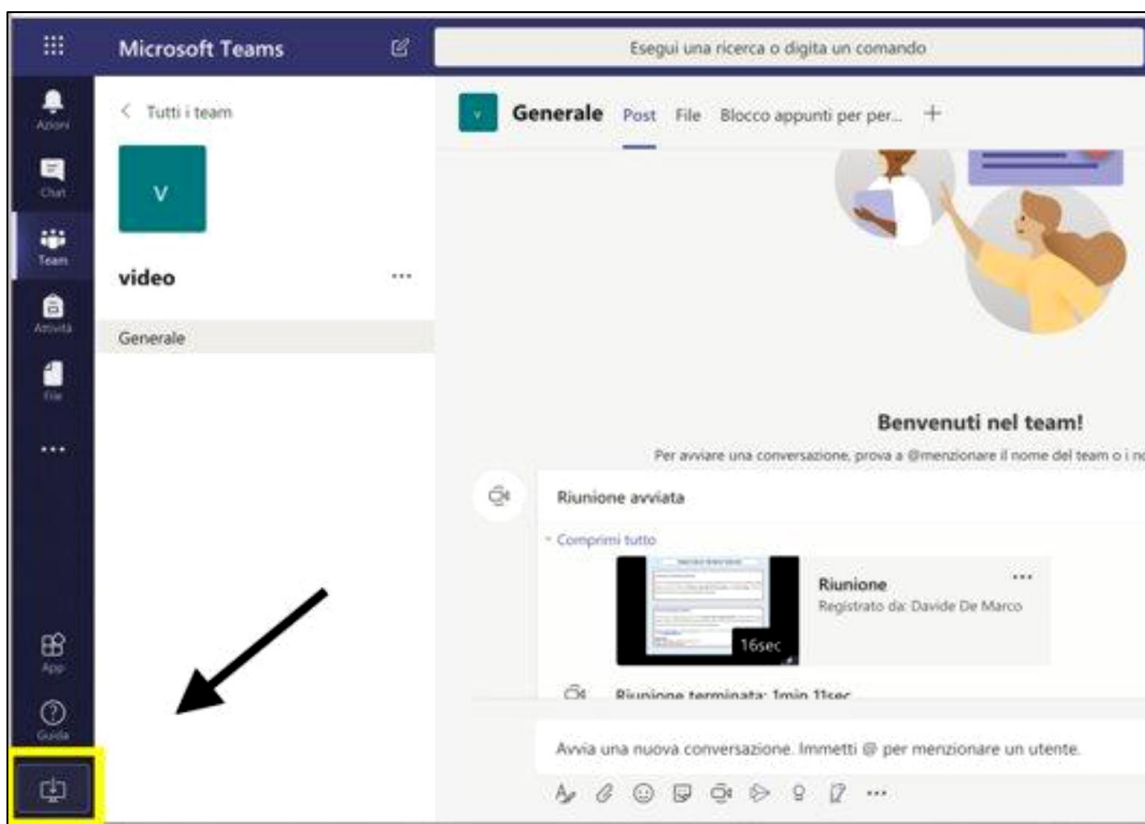 Microsoft Teams
Esegui una ricerca o digita un comando
Azioni
Chat
Team
Attività
File
App
Guida
Tutti i team
V
video
Generale
V
Generale
Post
File
Blocco appunti per per...
Benvenuti nel team!
Per avviare una conversazione, prova a @menzionare il nome del team o i
Riunione avviata
Comprimi tutto
16sec
Riunione
Registrato da: Davide De Marco
Riunione terminata: 1min 11sec
Avvia una nuova conversazione. Immetti @ per menzionare un utente.